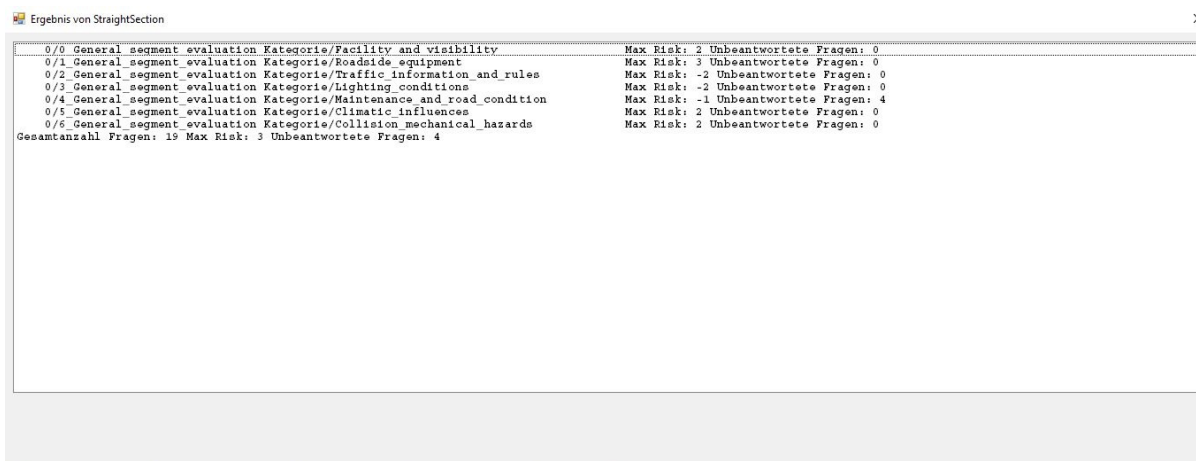 Ergebnis von StraightSection
0/0_General_segment_evaluation Kategorie/Facility_and_visibility Max Risk: 2 Unbeantwortete Fragen: 0
0/1_General_segment_evaluation Kategorie/Roadside_equipment Max Risk: 3 Unbeantwortete Fragen: 0
0/2_General_segment_evaluation Kategorie/Traffic_information_and_rules Max Risk: -2 Unbeantwortete Fragen: 0
0/3_General_segment_evaluation Kategorie/Lighting_conditions Max Risk: -2 Unbeantwortete Fragen: 0
0/4_General_segment_evaluation Kategorie/Maintenance_and_road_condition Max Risk: -1 Unbeantwortete Fragen: 4
0/5_General_segment_evaluation Kategorie/Climatic_influences Max Risk: 2 Unbeantwortete Fragen: 0
0/6_General_segment_evaluation Kategorie/Collision_mechanical_hazards Max Risk: 2 Unbeantwortete Fragen: 0
Gesamtanzahl Fragen: 19 Max Risk: 3 Unbeantwortete Fragen: 4